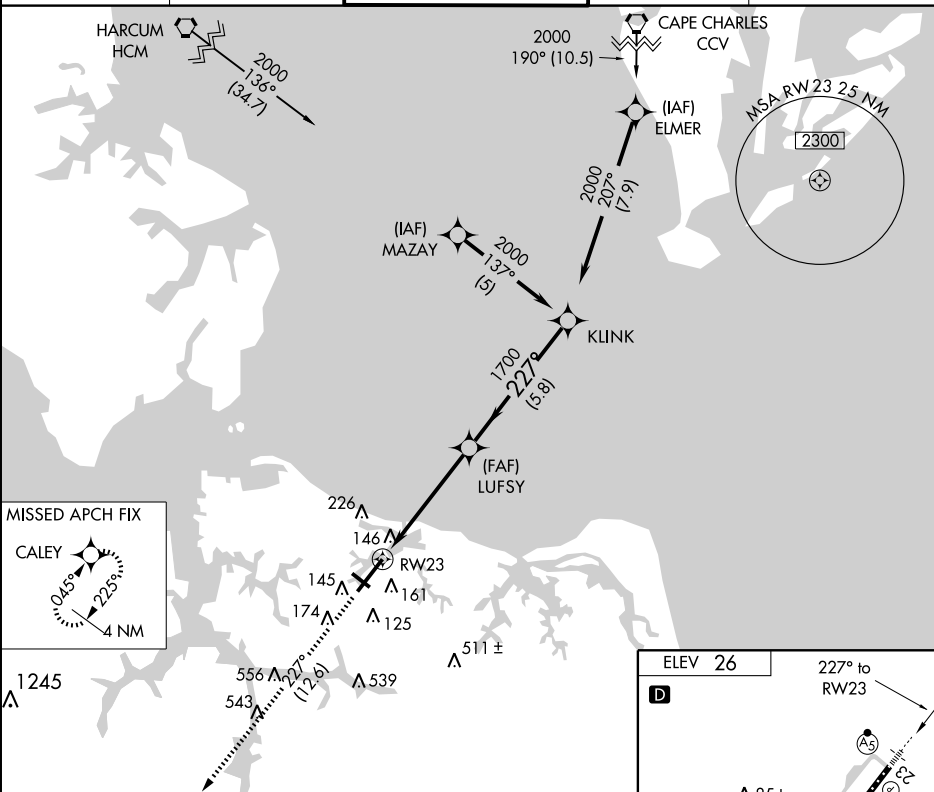 HARCUM
HCM
2000
136°
(34.7)
2000
190° (10.5)
CAPE CHARLES
CCV
(IAF)
ELMER
MSA RW23 25 NM
2300
2000
207°
(7.9)
(IAF)
MAZAY
2000
137°
(5)
KLINK
1700
227°
(5.8)
(FAF)
LUFSY
MISSED APCH FIX
CALEY
045°
225°
4 NM
226
146
RW23
145
161
174
125
511 ±
556
227°
(12.6)
539
543
1245
ELEV 26
D
227° to
RW23
A5
23